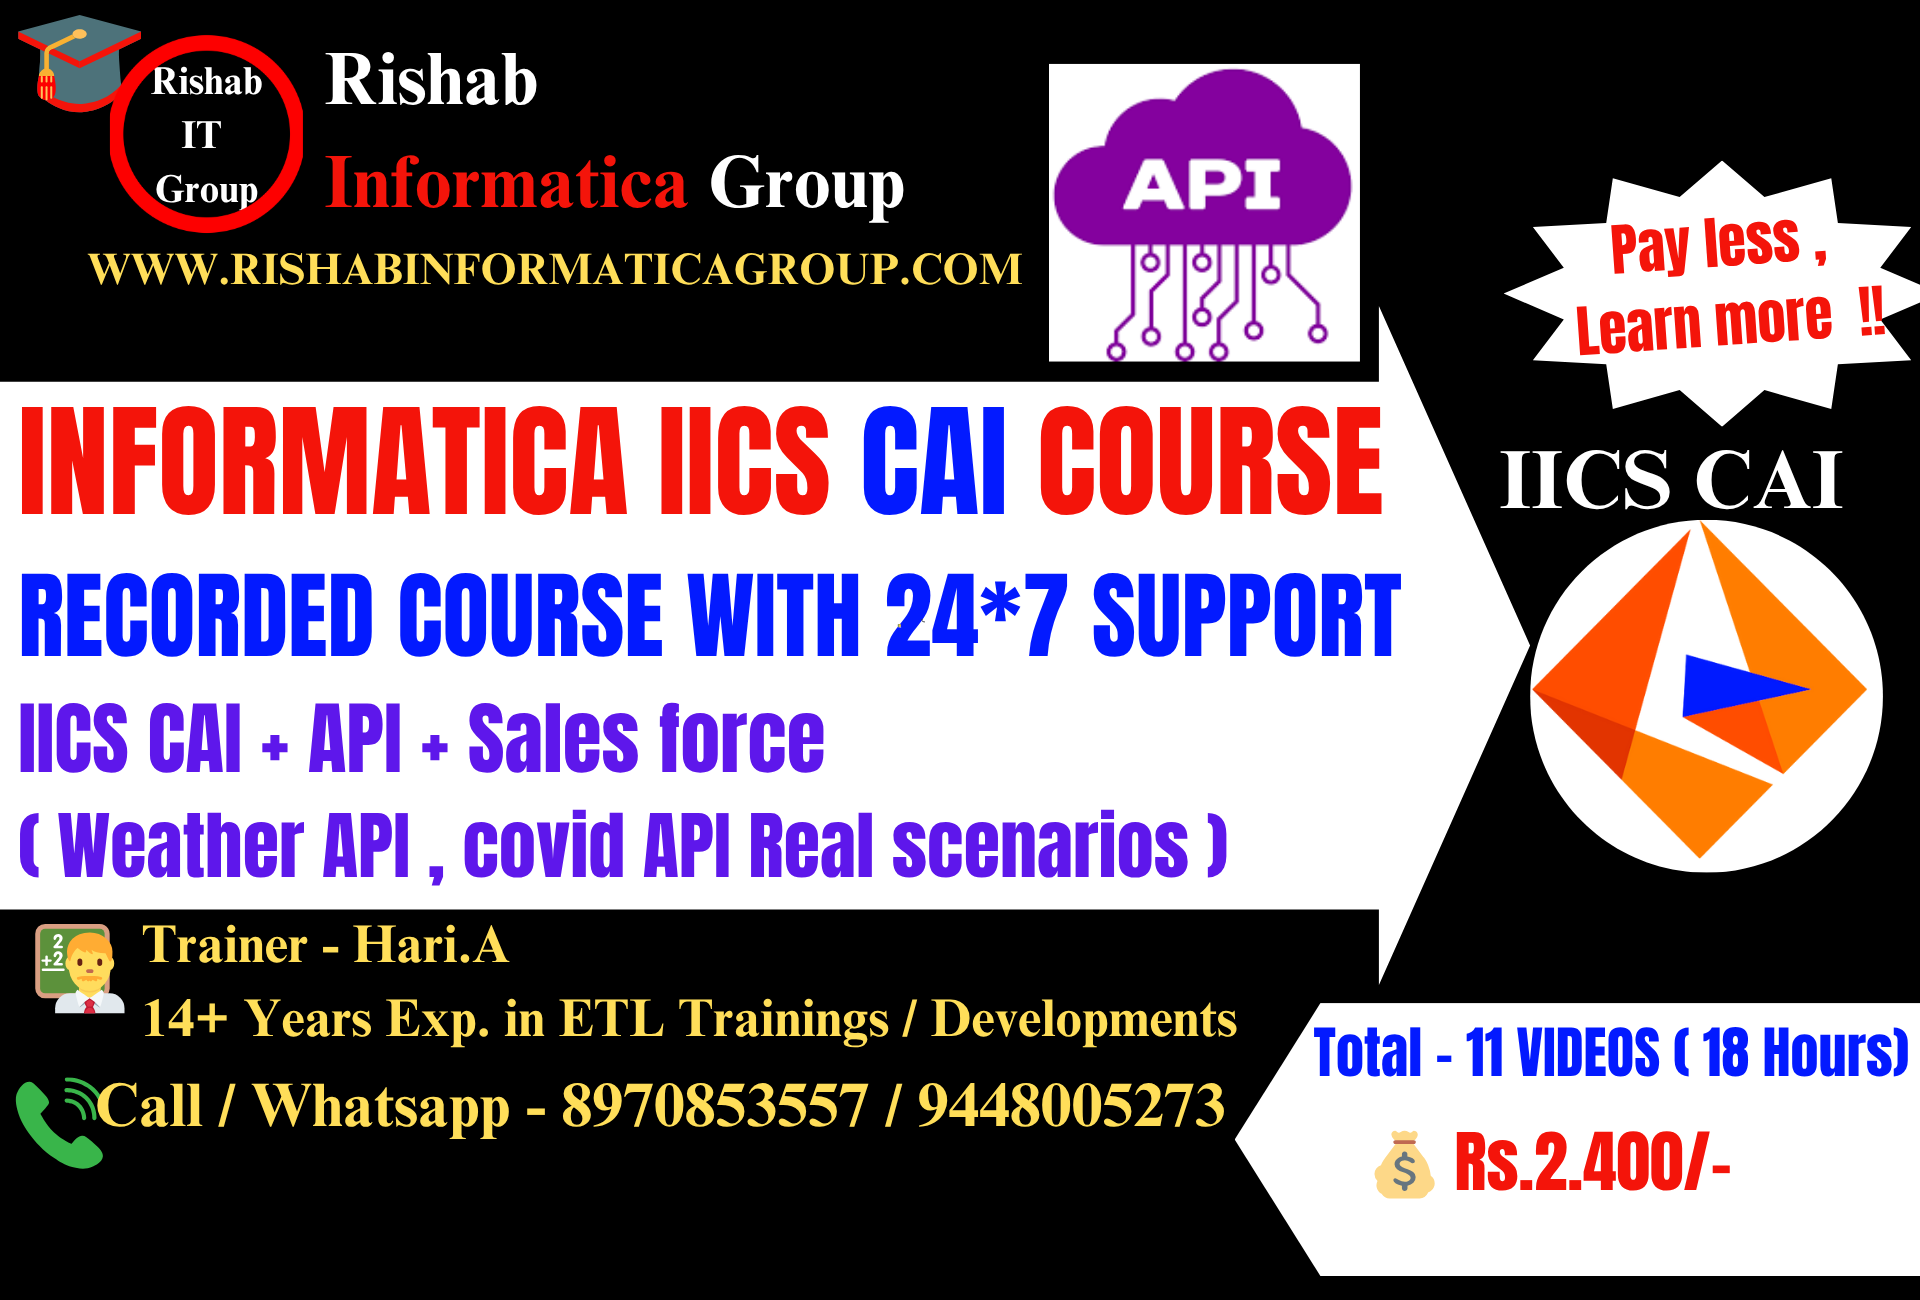 Rishab
IT
Group
Rishab
Informatica Group
WWW.RISHABINFORMATICAGROUP.COM
API
Pay less ,
Learn more !!
INFORMATICA IICS CAI COURSE
IICS CAI
RECORDED COURSE WITH 24*7 SUPPORT
IICS CAI + API + Sales force
( Weather API , covid API Real scenarios )
2
+2
Trainer - Hari.A
14+ Years Exp. in ETL Trainings / Developments
Call / Whatsapp - 8970853557 / 9448005273
Total - 11 VIDEOS ( 18 Hours)
$
Rs.2.400/-